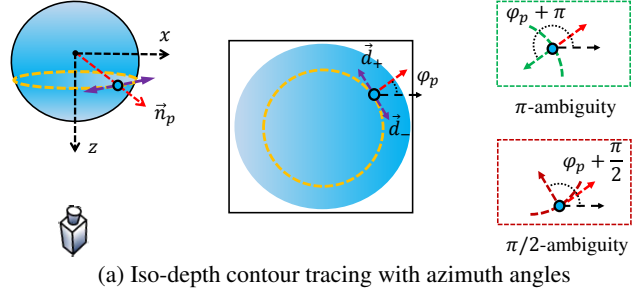 x
z
n⃗_p
d⃗_+
φ_p
d⃗_-
φ_p + π
π-ambiguity
φ_p + π/2
π/2-ambiguity
(a) Iso-depth contour tracing with azimuth angles